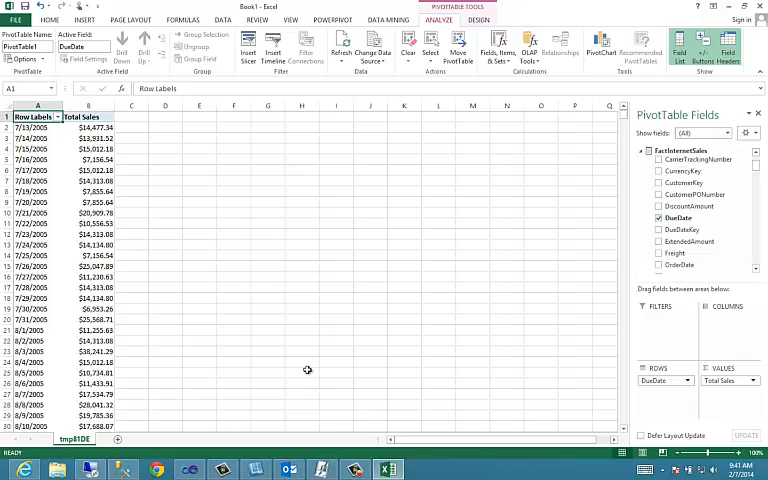 Book1 - Excel
PIVOTTABLE TOOLS
Sign in
FILE HOME INSERT PAGE LAYOUT FORMULAS DATA REVIEW VIEW POWERPIVOT DATA MINING ANALYZE DESIGN
PivotTable Name: Active Field:
PivotTable1 DueDate
Options Field Settings
Drill Down Drill Up
Group Selection
Ungroup
Group Field
Insert Slicer Insert Timeline Filter Connections
Refresh Change Data Source
Clear Select Move PivotTable
Fields, Items, & Sets OLAP Tools Relationships
PivotChart Recommended PivotTables
Field List +/- Buttons Field Headers
PivotTable Active Field Group Filter Data Actions Calculations Tools Show
A1 fx Row Labels
A B C D E F G H I J K L M N O P Q
1 Row Labels Total Sales
2 7/13/2005 $14,477.34
3 7/14/2005 $13,931.52
4 7/15/2005 $15,012.18
5 7/16/2005 $7,156.54
6 7/17/2005 $15,012.18
7 7/18/2005 $14,313.08
8 7/19/2005 $7,855.64
9 7/20/2005 $7,855.64
10 7/21/2005 $20,909.78
11 7/22/2005 $10,556.53
12 7/23/2005 $14,313.08
13 7/24/2005 $14,134.80
14 7/25/2005 $7,156.54
15 7/26/2005 $25,047.89
16 7/27/2005 $11,230.63
17 7/28/2005 $14,313.08
18 7/29/2005 $14,134.80
19 7/30/2005 $6,953.26
20 7/31/2005 $25,568.71
21 8/1/2005 $11,255.63
22 8/2/2005 $14,313.08
23 8/3/2005 $38,241.29
24 8/4/2005 $15,012.18
25 8/5/2005 $10,734.81
26 8/6/2005 $11,433.91
27 8/7/2005 $17,534.79
28 8/8/2005 $28,041.32
29 8/9/2005 $19,785.36
30 8/10/2005 $17,688.07
PivotTable Fields
Show fields: (All)
FactInternetSales
CarrierTrackingNumber
CurrencyKey
CustomerKey
CustomerPONumber
DiscountAmount
DueDate
DueDateKey
ExtendedAmount
Freight
OrderDate
Drag fields between areas below:
FILTERS COLUMNS
ROWS VALUES
DueDate Total Sales
Defer Layout Update UPDATE
tmp81DE
READY 100%
9:41 AM
2/7/2014